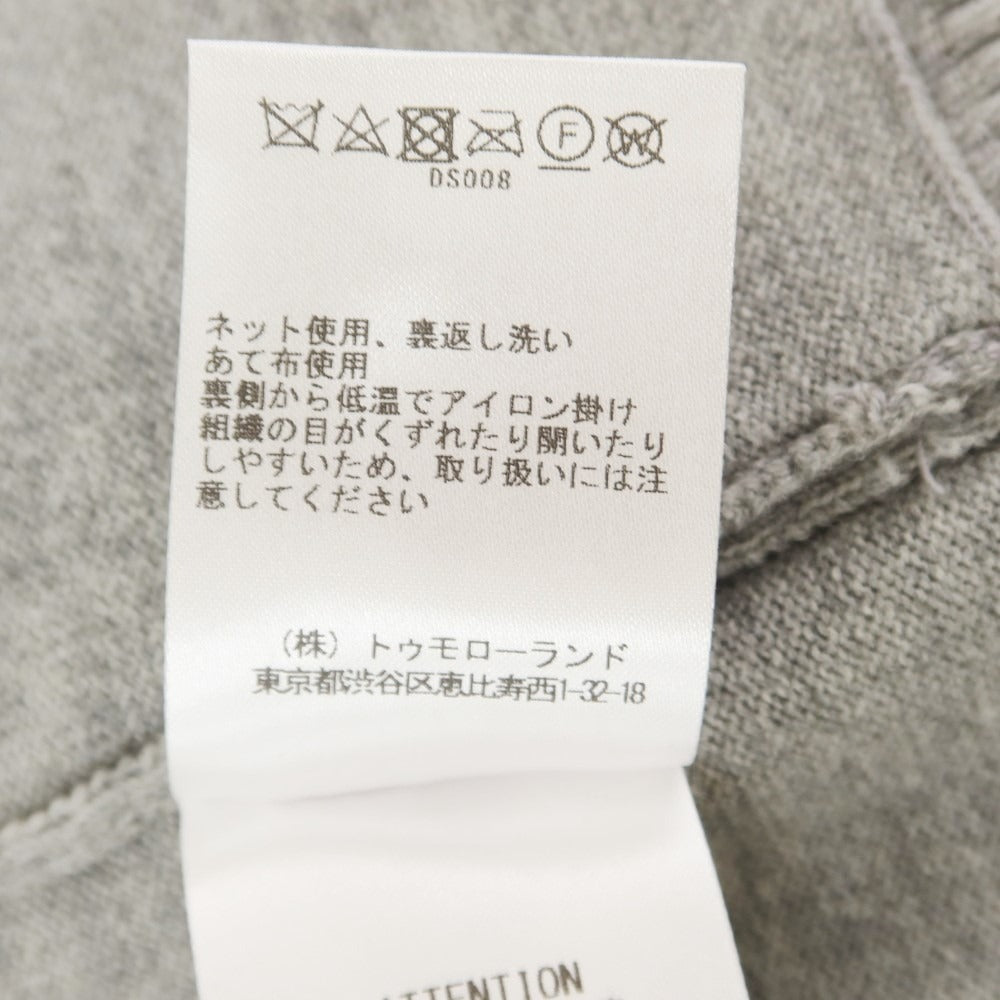 F W
DS008
ネット使用、裏返し洗い
あて布使用
裏側から低温でアイロン掛け
組織の目がくずれたり開いたり
しやすいため、取り扱いには注
意してください
(株) トゥモローランド
東京都渋谷区恵比寿西1-32-18
ATTENTION